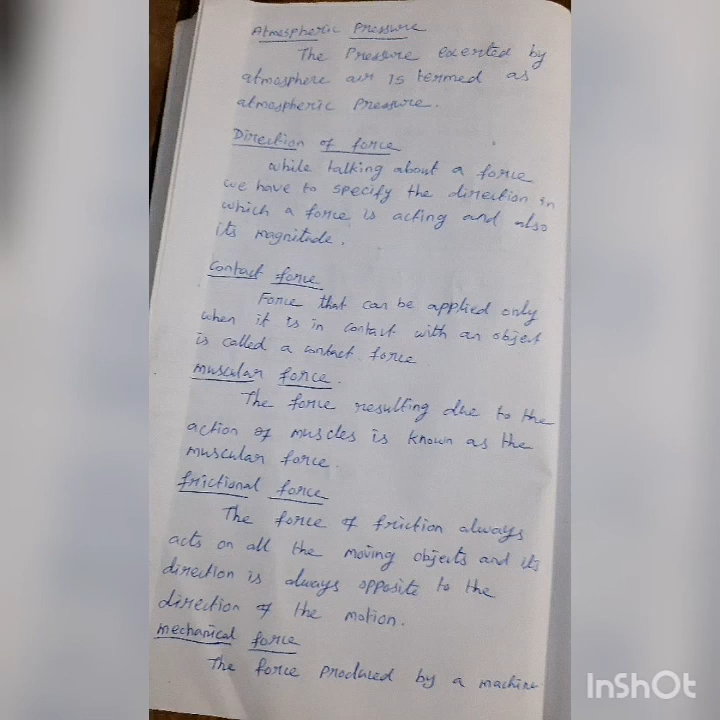 Atmospheric Pressure
The Pressure exerted by
atmosphere air is termed as
atmospheric Pressure.
Direction of force
while talking about a force
we have to specify the direction in
which a force is acting and also
its magnitude.
Contact force
Force that can be applied only
when it is in contact with an object
is called a contact force
muscular force.
The force resulting due to the
action of muscles is known as the
muscular force.
frictional force
The force of friction always
acts on all the moving objects and its
direction is always opposite to the
direction of the motion.
mechanical force
The force produced by a machine
InShOt